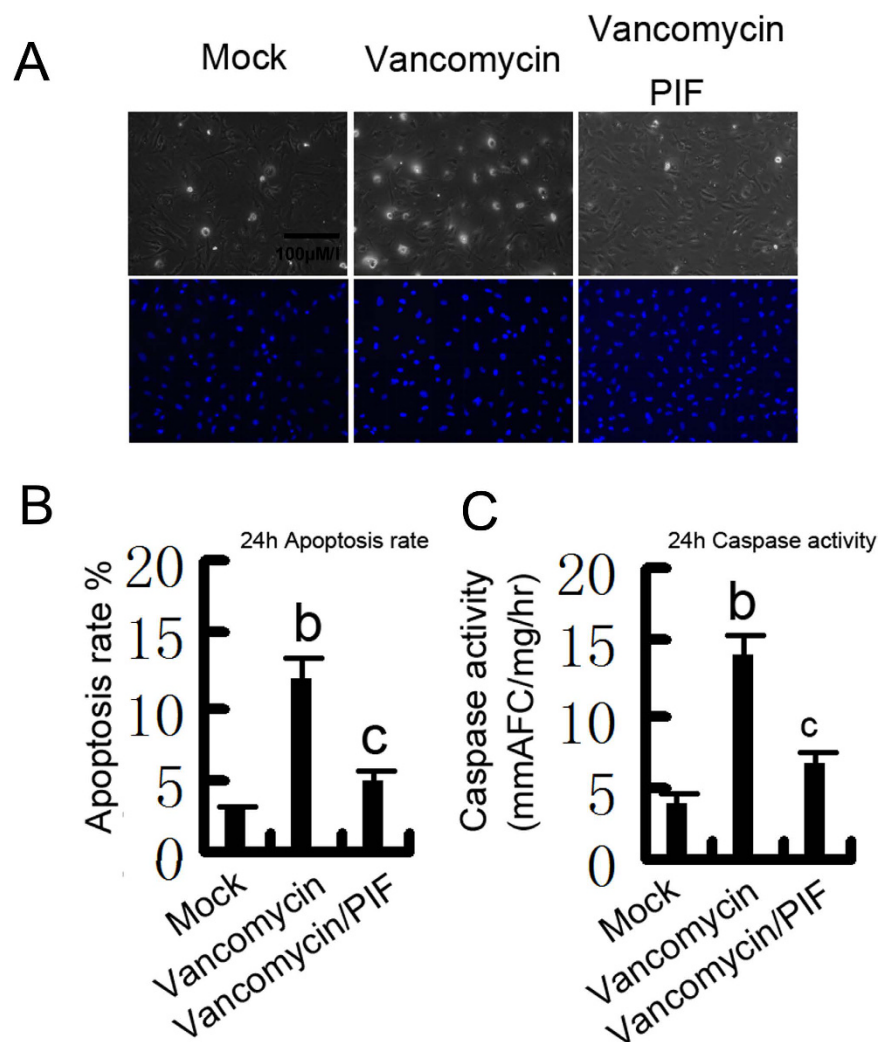 A
Mock
Vancomycin
Vancomycin
PIF
100µM/l
B
24h Apoptosis rate
Apoptosis rate %
20
15
10
5
0
b
c
Mock
Vancomycin
Vancomycin/PIF
C
24h Caspase activity
Caspase activity
(mmAFC/mg/hr)
20
15
10
5
0
b
c
Mock
Vancomycin
Vancomycin/PIF